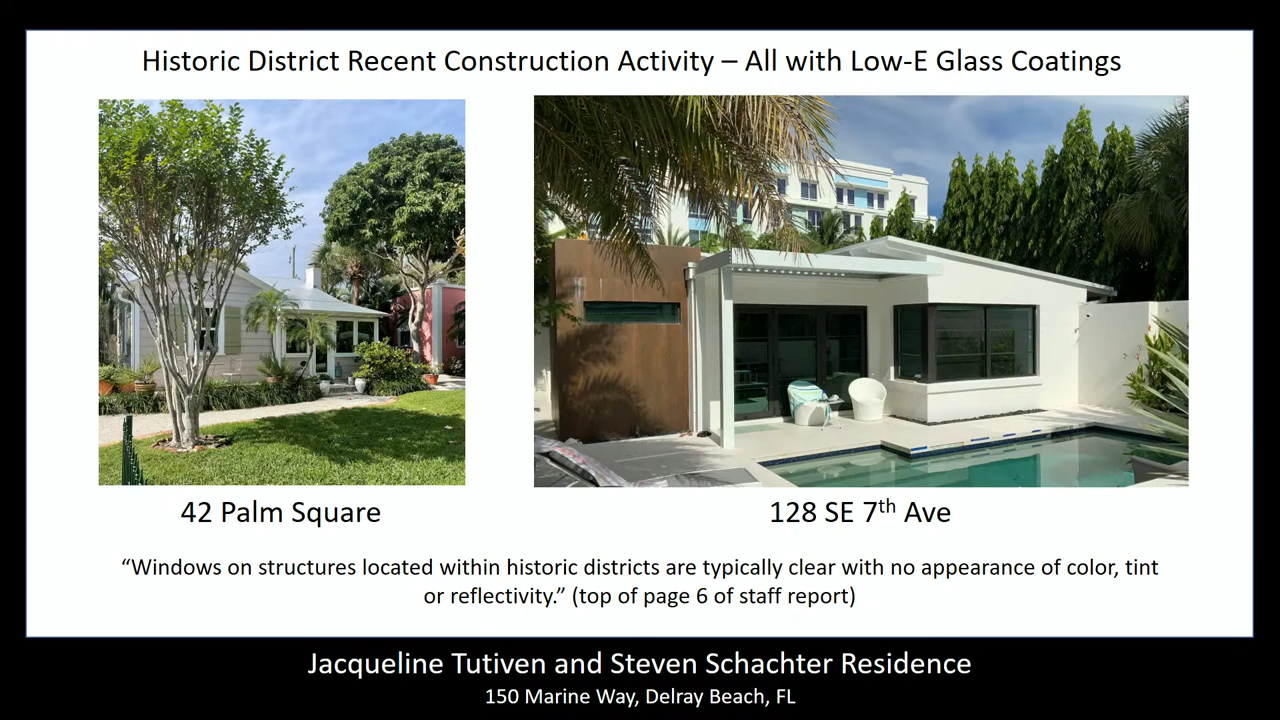 Historic District Recent Construction Activity – All with Low-E Glass Coatings
42 Palm Square
128 SE 7th Ave
“Windows on structures located within historic districts are typically clear with no appearance of color, tint
or reflectivity.” (top of page 6 of staff report)
Jacqueline Tutiven and Steven Schachter Residence
150 Marine Way, Delray Beach, FL